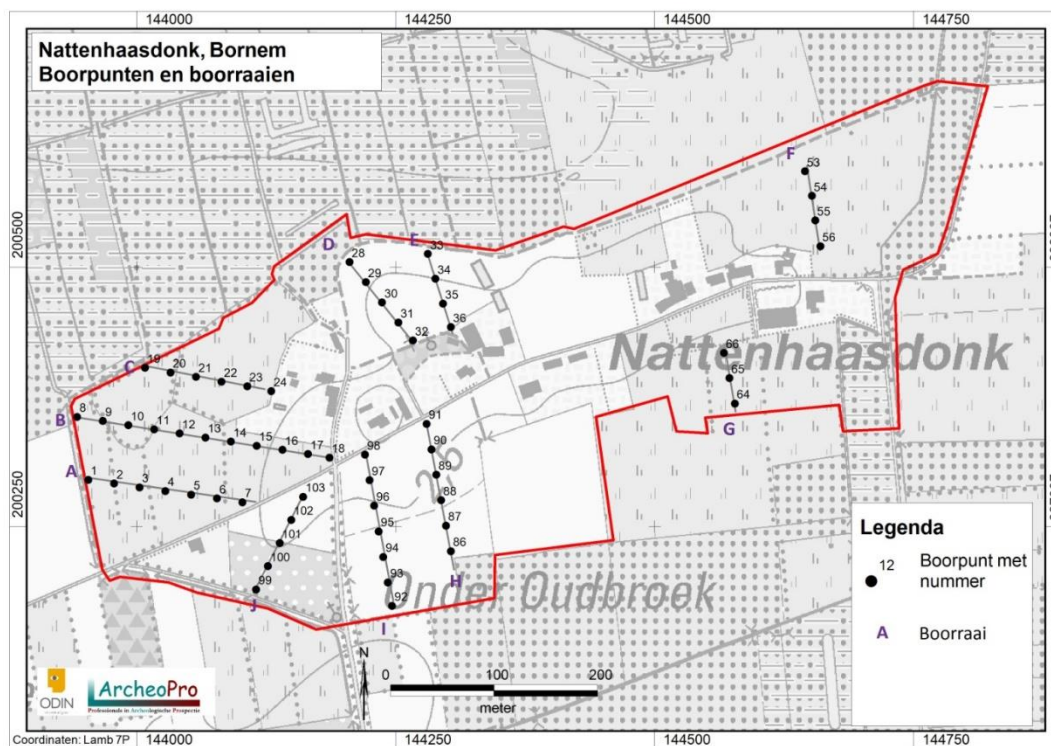 144000 144250 144500 144750
Nattenhaasdonk, Bornem
Boorpunten en boorraaien
F 53
54
55
56
200500
D E 33
28
29 34
30 35
31 36
32
66
Nattenhaasdonk
65
64
G
C 19 20 21 22 23 24
B 8 9 10 11 12 13 14 15 16 17 18
91
98 90
A 1 2 3 4 5 6 7
97 89
2-6
103 96 88
200250
102 95 87
101 94 86
100 93 H
99 92
J
Onder Oudbroek
I
Legenda
12 Boorpunt met
nummer
A Boorraai
N
0 100 200
meter
ODIN
ArcheoPro
Professionals in Archeologische Prospectie
Coordinaten: Lamb 7P
144000 144250 144500 144750